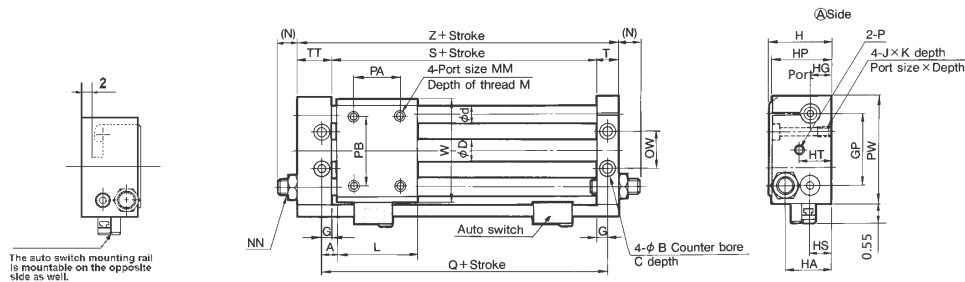 ⒶSide
(N)
Z+Stroke
(N)
H
2-P
TT
S+Stroke
T
HP
4-J×K depth
Port size×Depth
PA
4-Port size MM
Depth of thread M
Port
HG
2
φd
W
PB
φD
OW
HT
GP
PW
NN
G
A
L
Auto switch
G
4-φ B Counter bore
C depth
Q+Stroke
HS
HA
0.55
The auto switch mounting rail
is mountable on the opposite
side as well.